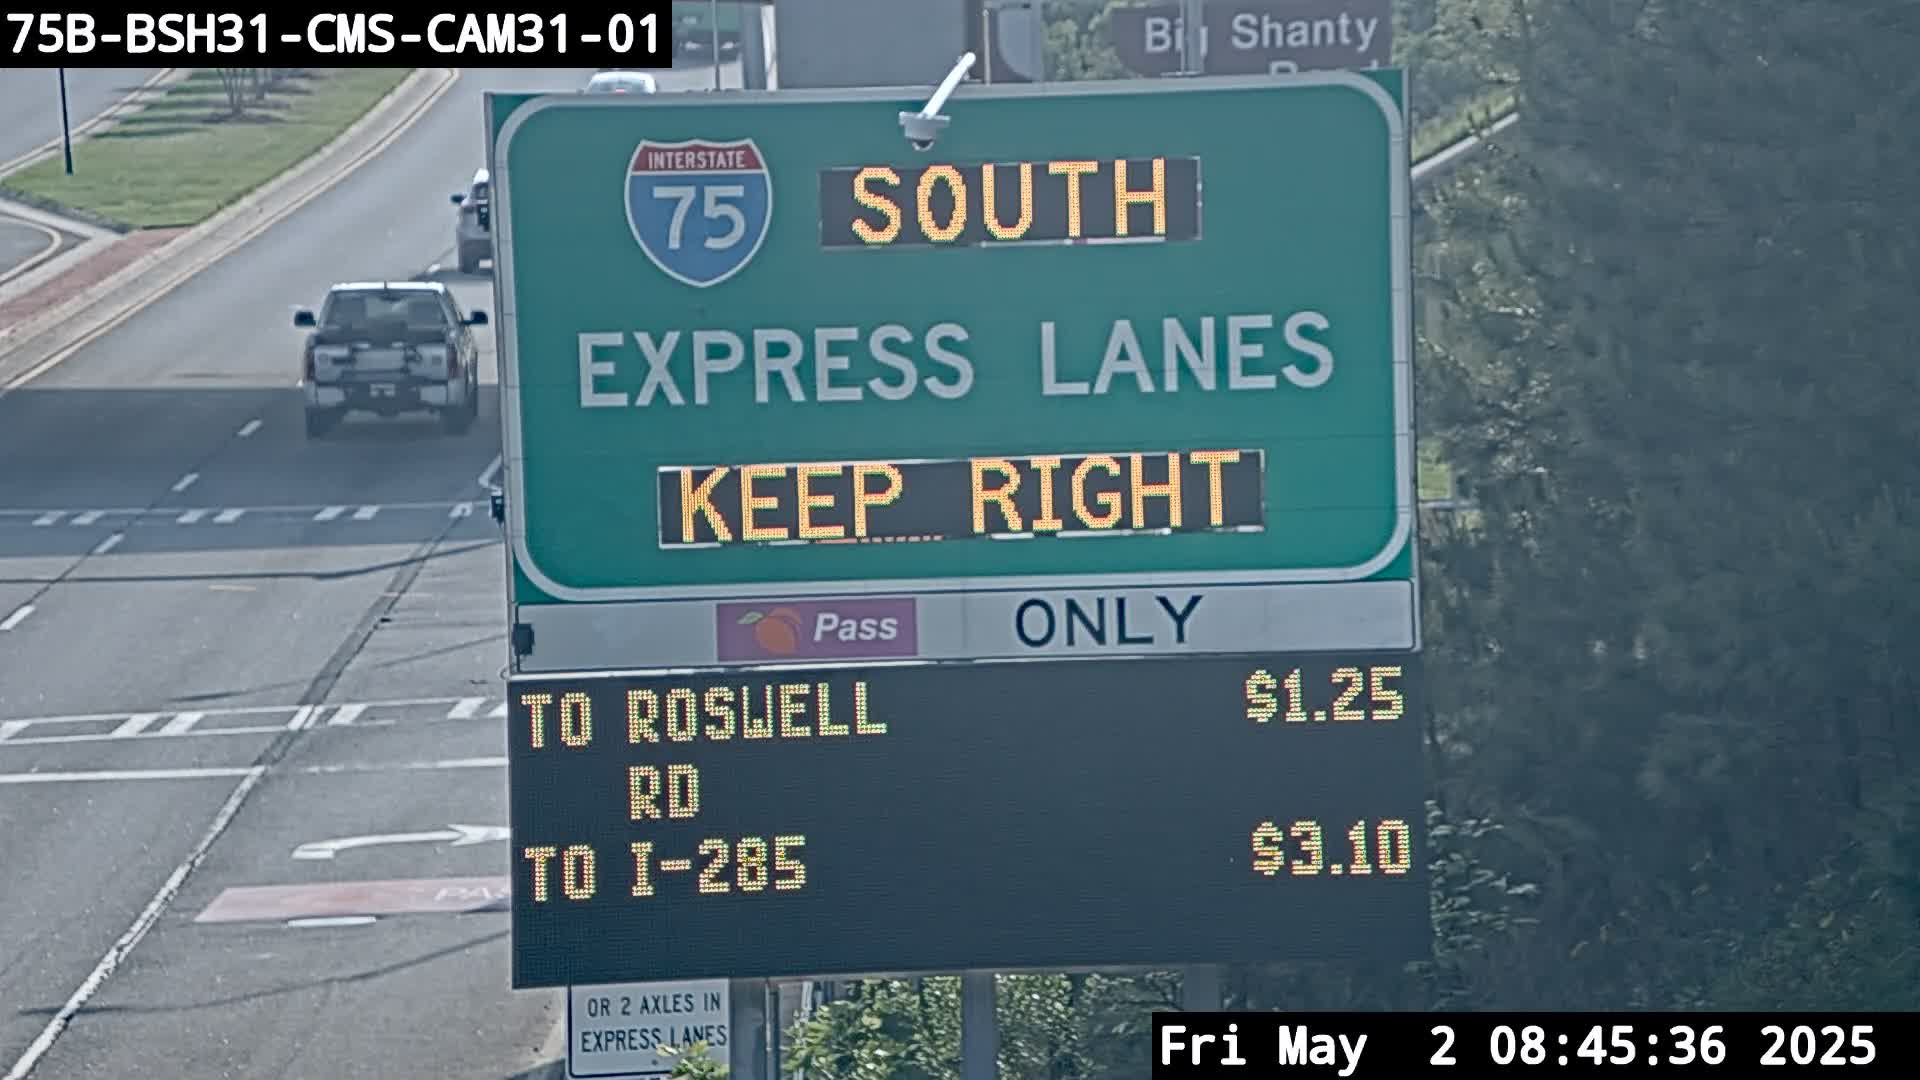 75B-BSH31-CMS-CAM31-01
Big Shanty
Road
INTERSTATE
75
SOUTH
EXPRESS LANES
KEEP RIGHT
Pass ONLY
TO ROSWELL $1.25
RD
TO I-285 $3.10
OR 2 AXLES IN
EXPRESS LANES
Fri May 2 08:45:36 2025